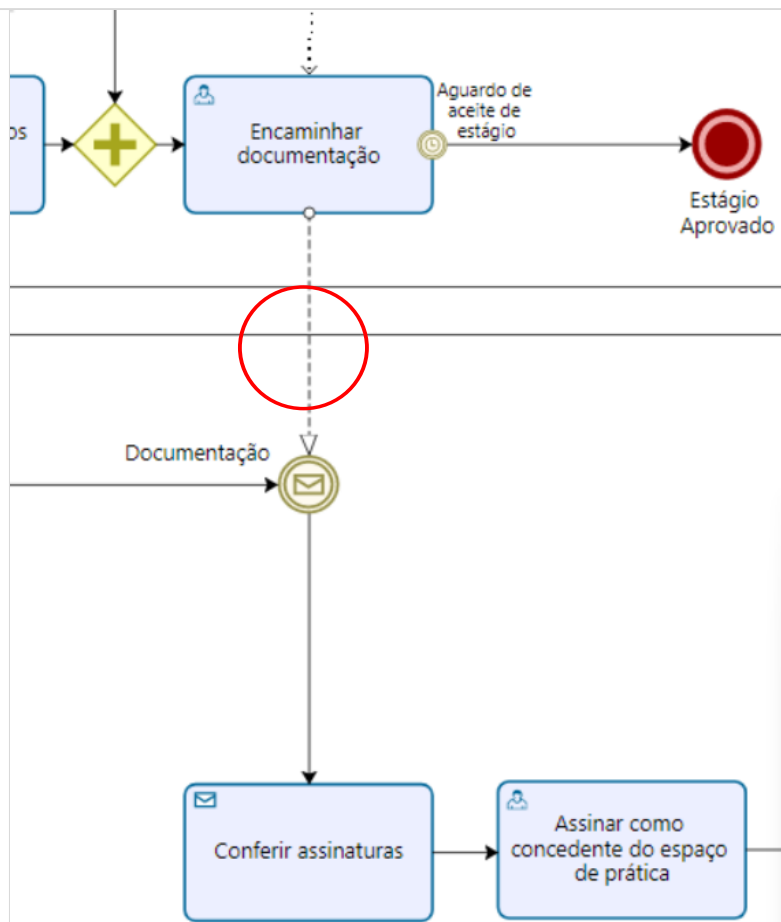 os
Encaminhar
documentação
Aguardo de
aceite de
estágio
Estágio
Aprovado
Documentação
Conferir assinaturas
Assinar como
concedente do espaço
de prática